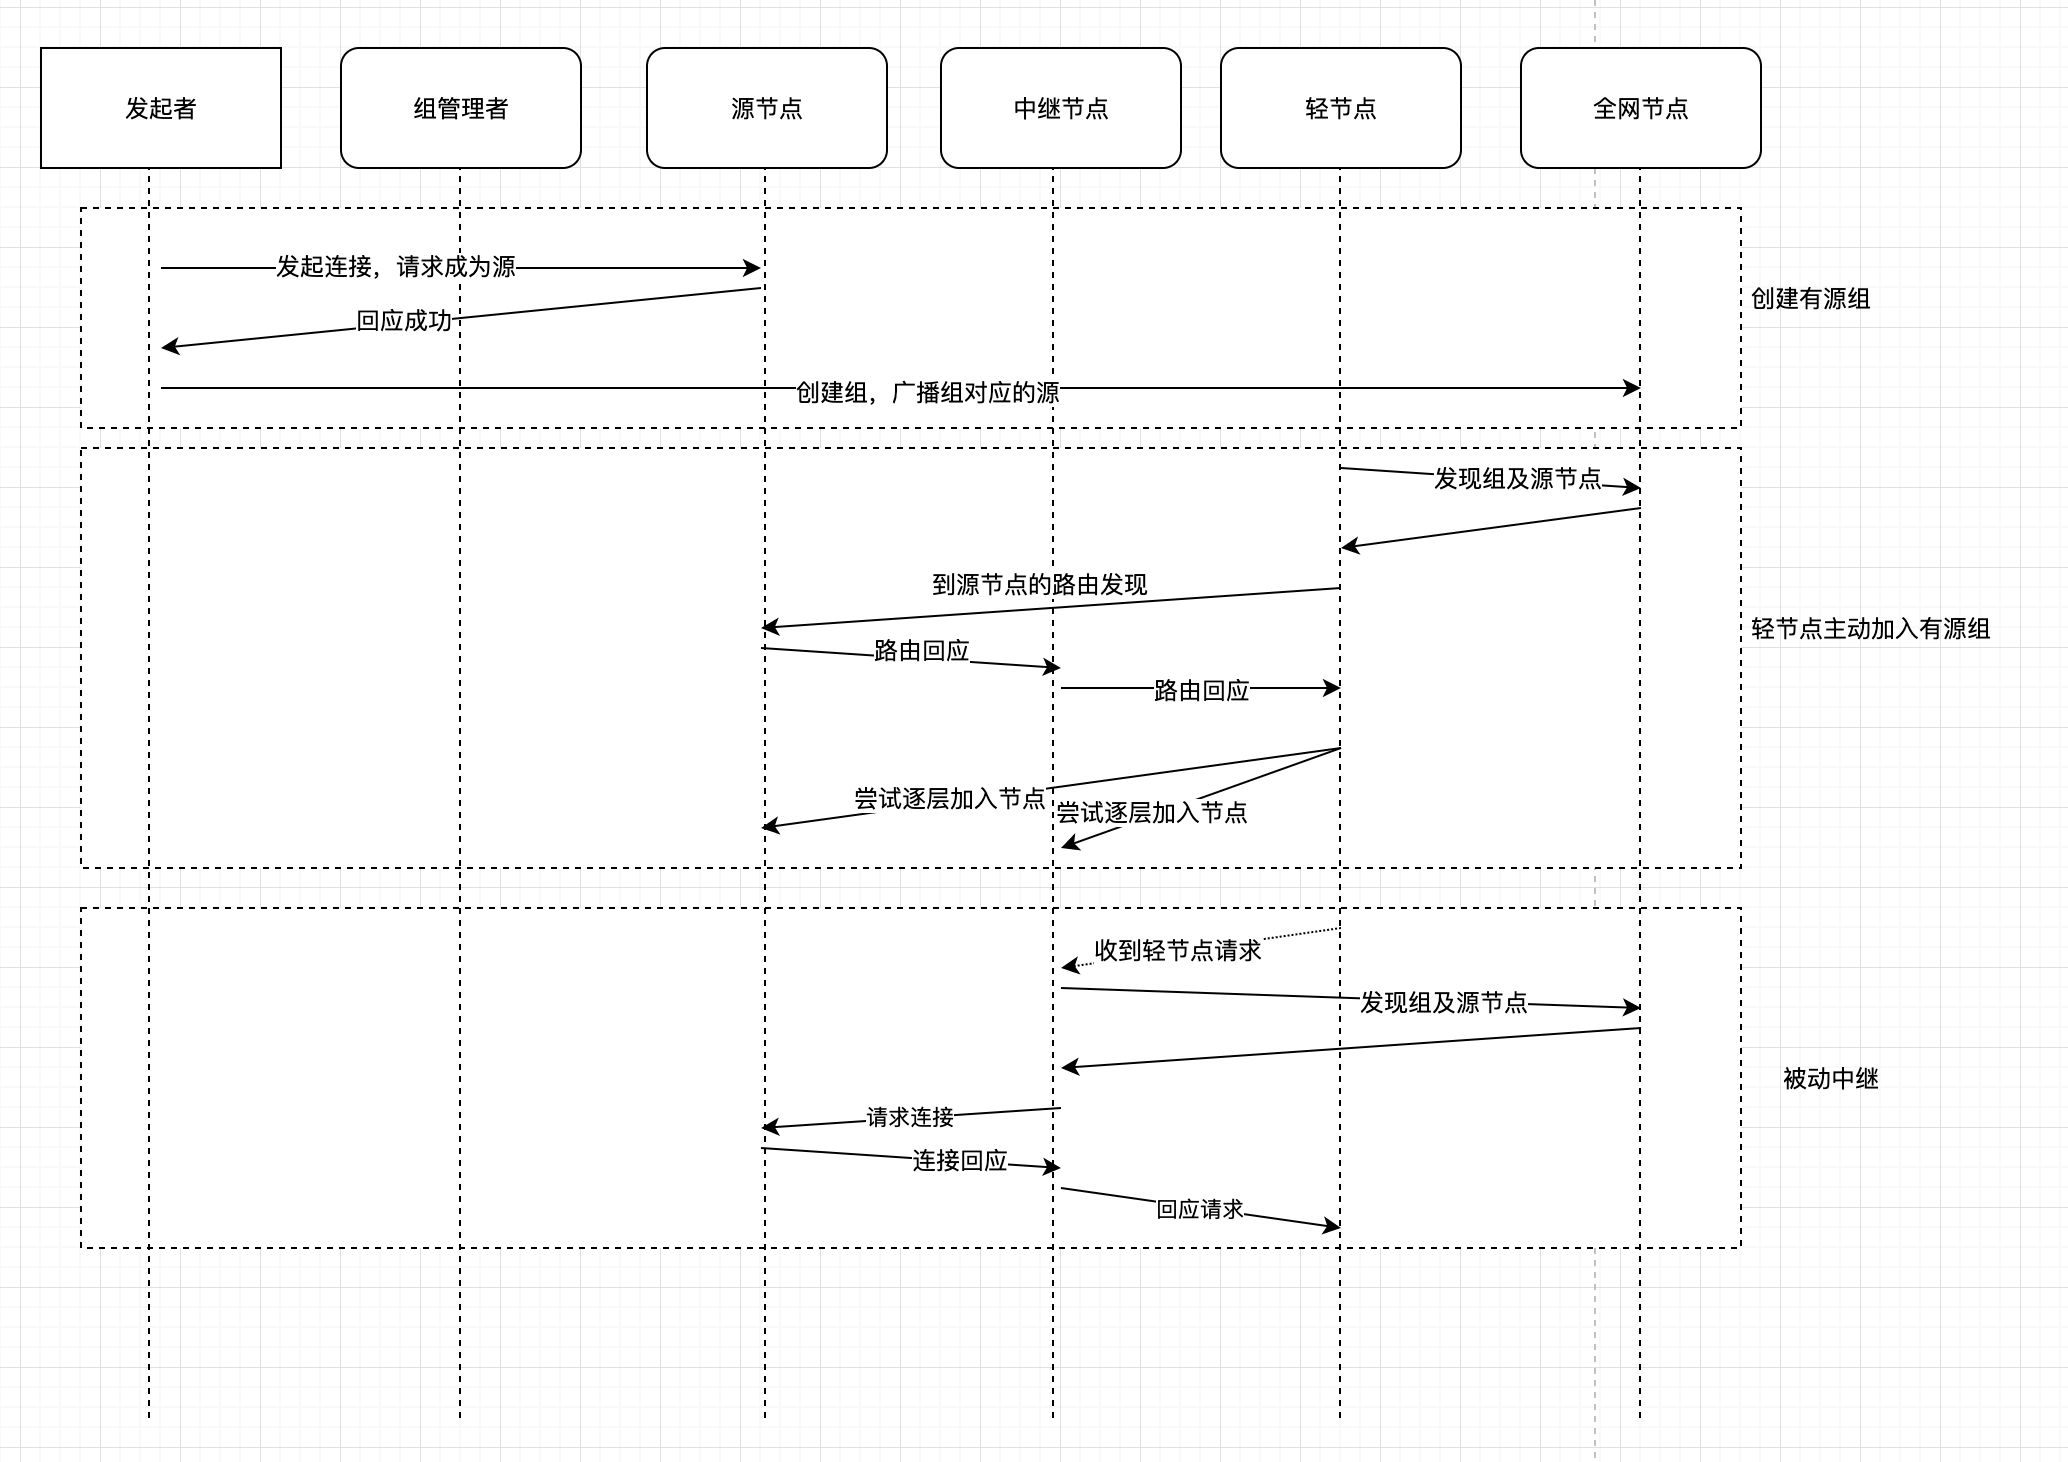 发起者
组管理者
源节点
中继节点
轻节点
全网节点
发起连接，请求成为源
回应成功
创建组，广播组对应的源
创建有源组
发现组及源节点
到源节点的路由发现
路由回应
路由回应
尝试逐层加入节点
尝试逐层加入节点
轻节点主动加入有源组
收到轻节点请求
发现组及源节点
请求连接
连接回应
回应请求
被动中继